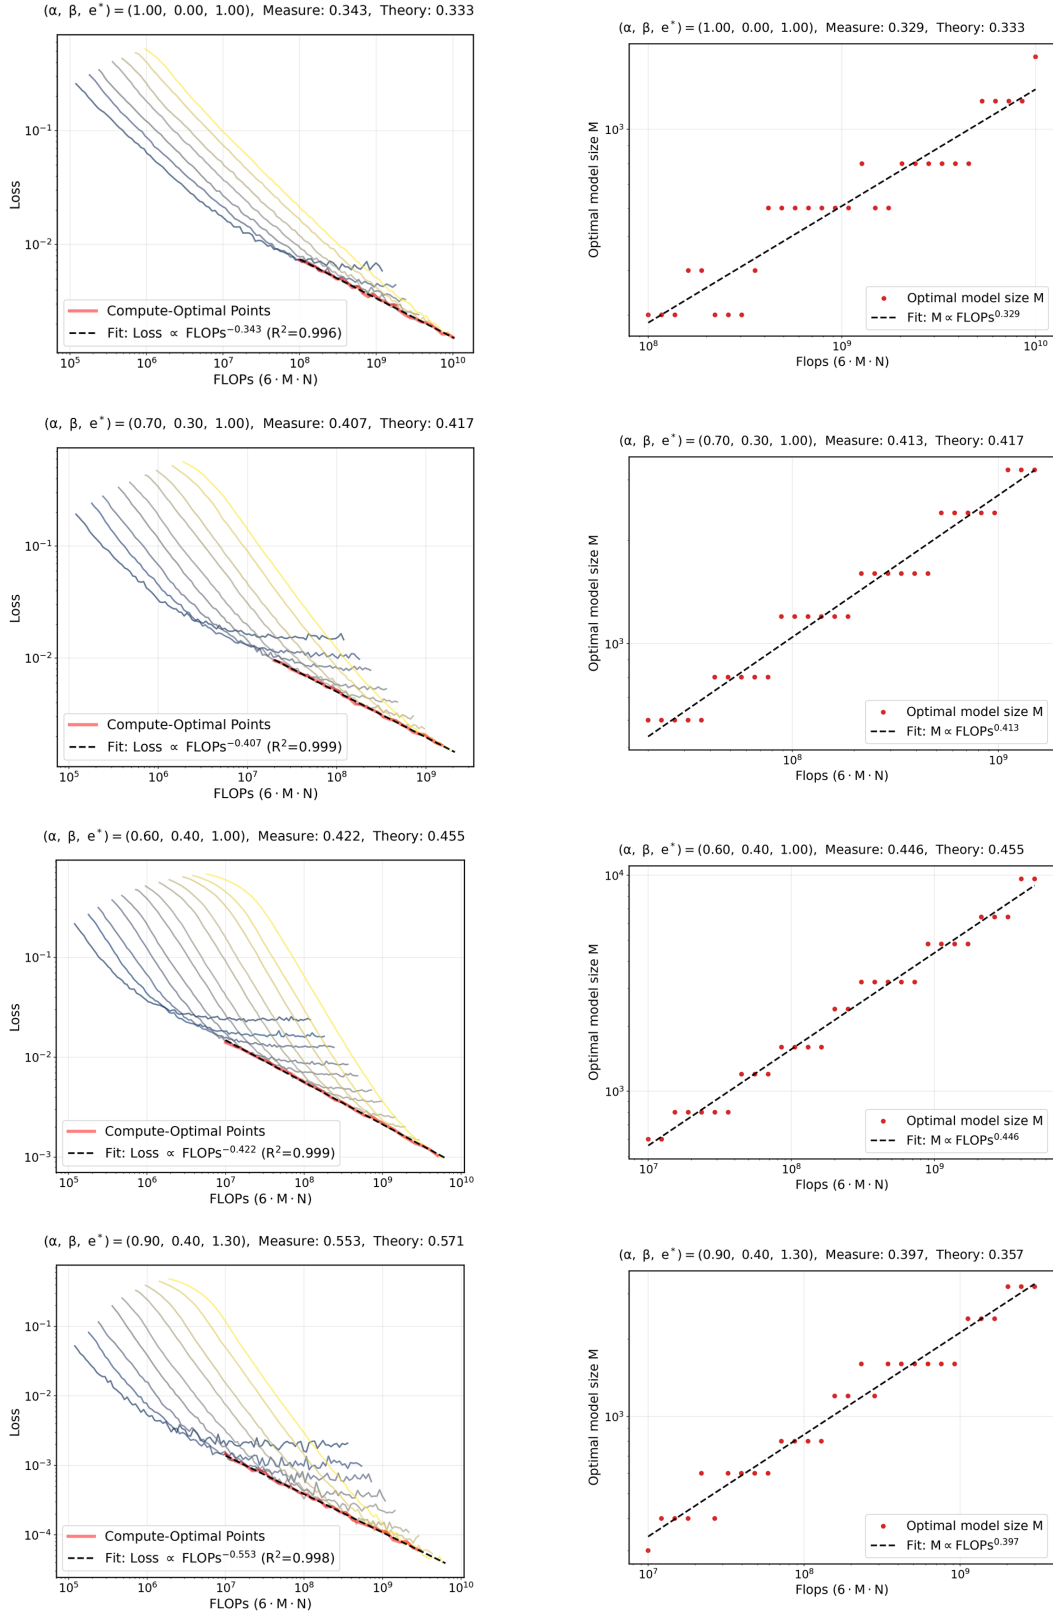 (α, β, e*) = (1.00, 0.00, 1.00), Measure: 0.343, Theory: 0.333
Loss
10⁻¹
10⁻²
Compute-Optimal Points
Fit: Loss ∝ FLOPs⁻⁰·³⁴³ (R²=0.996)
10⁵ 10⁶ 10⁷ 10⁸ 10⁹ 10¹⁰
FLOPs (6 · M · N)
(α, β, e*) = (1.00, 0.00, 1.00), Measure: 0.329, Theory: 0.333
Optimal model size M
10³
Optimal model size M
Fit: M ∝ FLOPs⁰·³²⁹
10⁸ 10⁹ 10¹⁰
Flops (6 · M · N)
(α, β, e*) = (0.70, 0.30, 1.00), Measure: 0.407, Theory: 0.417
Loss
10⁻¹
10⁻²
Compute-Optimal Points
Fit: Loss ∝ FLOPs⁻⁰·⁴⁰⁷ (R²=0.999)
10⁵ 10⁶ 10⁷ 10⁸ 10⁹
FLOPs (6 · M · N)
(α, β, e*) = (0.70, 0.30, 1.00), Measure: 0.413, Theory: 0.417
Optimal model size M
10³
Optimal model size M
Fit: M ∝ FLOPs⁰·⁴¹³
10⁸ 10⁹
Flops (6 · M · N)
(α, β, e*) = (0.60, 0.40, 1.00), Measure: 0.422, Theory: 0.455
Loss
10⁻¹
10⁻²
10⁻³
Compute-Optimal Points
Fit: Loss ∝ FLOPs⁻⁰·⁴²² (R²=0.999)
10⁵ 10⁶ 10⁷ 10⁸ 10⁹ 10¹⁰
FLOPs (6 · M · N)
(α, β, e*) = (0.60, 0.40, 1.00), Measure: 0.446, Theory: 0.455
Optimal model size M
10⁴
10³
Optimal model size M
Fit: M ∝ FLOPs⁰·⁴⁴⁶
10⁷ 10⁸ 10⁹
Flops (6 · M · N)
(α, β, e*) = (0.90, 0.40, 1.30), Measure: 0.553, Theory: 0.571
Loss
10⁻¹
10⁻²
10⁻³
10⁻⁴
Compute-Optimal Points
Fit: Loss ∝ FLOPs⁻⁰·⁵⁵³ (R²=0.998)
10⁵ 10⁶ 10⁷ 10⁸ 10⁹ 10¹⁰
FLOPs (6 · M · N)
(α, β, e*) = (0.90, 0.40, 1.30), Measure: 0.397, Theory: 0.357
Optimal model size M
10³
Optimal model size M
Fit: M ∝ FLOPs⁰·³⁹⁷
10⁷ 10⁸ 10⁹
Flops (6 · M · N)